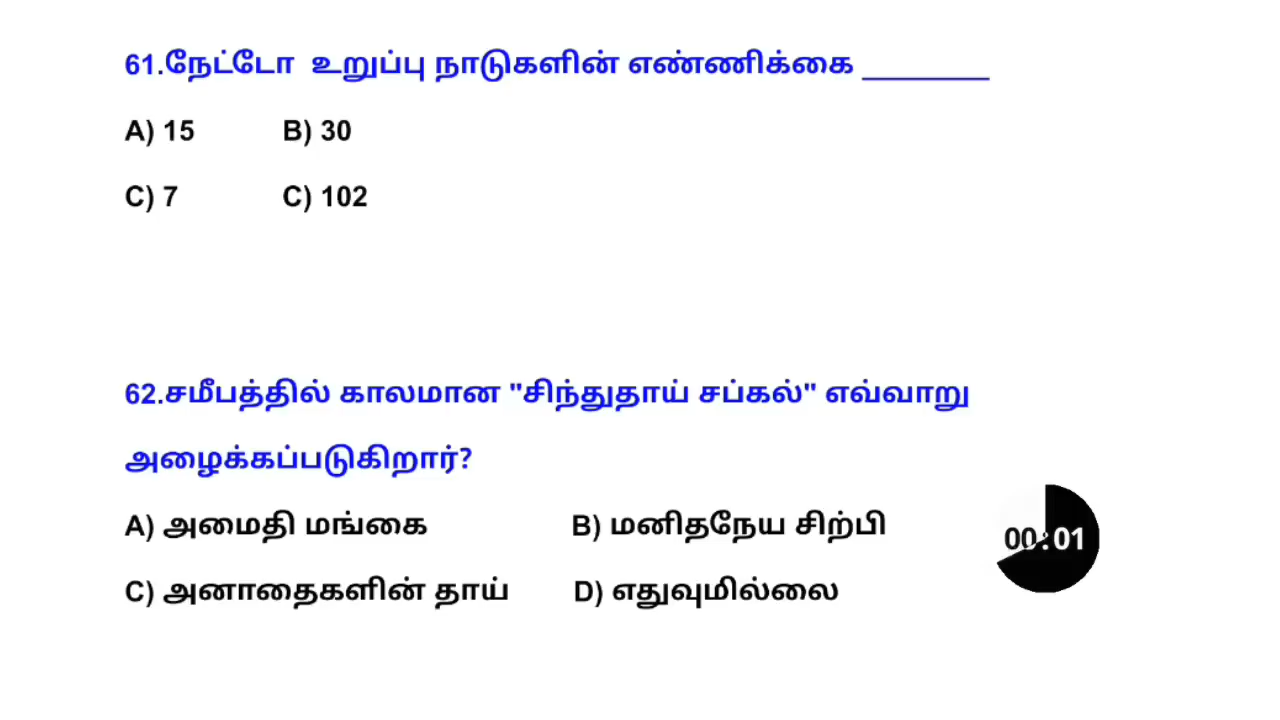 61.நேட்டோ உறுப்பு நாடுகளின் எண்ணிக்கை ________
A) 15 B) 30
C) 7 C) 102
62.சமீபத்தில் காலமான "சிந்துதாய் சப்கல்" எவ்வாறு
அழைக்கப்படுகிறார்?
A) அமைதி மங்கை B) மனிதநேய சிற்பி
C) அனாதைகளின் தாய் D) எதுவுமில்லை
00:01